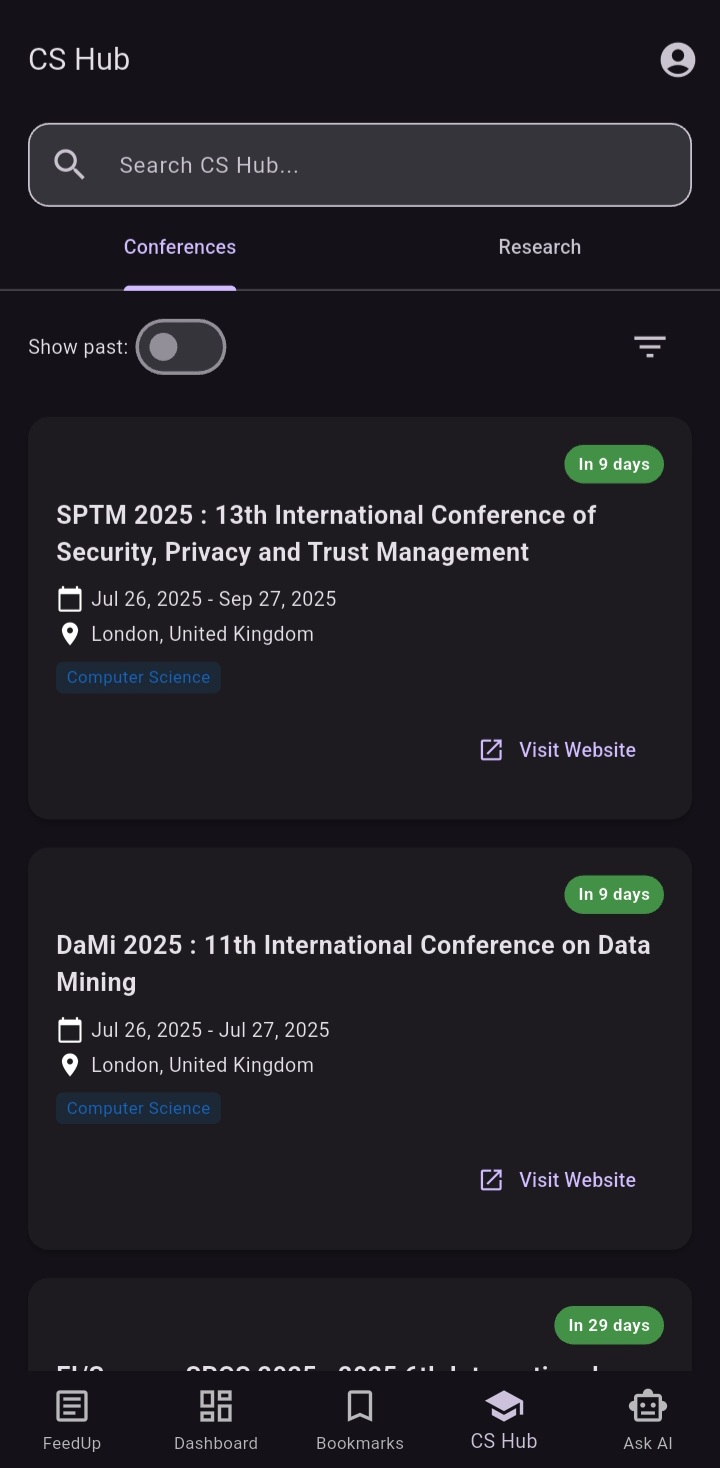 CS Hub
Search CS Hub...
Conferences
Research
Show past:
In 9 days
SPTM 2025 : 13th International Conference of
Security, Privacy and Trust Management
Jul 26, 2025 - Sep 27, 2025
London, United Kingdom
Computer Science
Visit Website
In 9 days
DaMi 2025 : 11th International Conference on Data
Mining
Jul 26, 2025 - Jul 27, 2025
London, United Kingdom
Computer Science
Visit Website
In 29 days
2025 6th International
FeedUp
Dashboard
Bookmarks
CS Hub
Ask AI